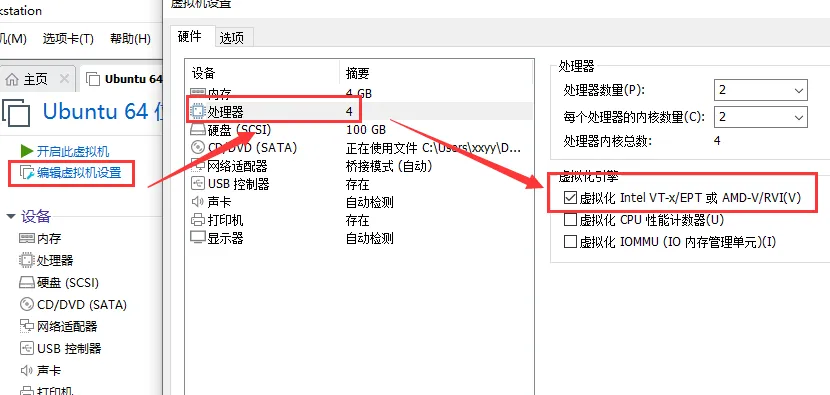 kstation
虚拟机设置
机(M) 选项卡(T) 帮助(H)
主页
Ubuntu 64
Ubuntu 64 位
开启此虚拟机
编辑虚拟机设置
设备
内存
处理器
硬盘 (SCSI)
CD/DVD (SATA)
网络适配器
USB 控制器
声卡
打印机
硬件 选项
设备 摘要
内存 4 GB
处理器 4
硬盘 (SCSI) 100 GB
CD/DVD (SATA) 正在使用文件 C:\Users\xxyy\D...
网络适配器 桥接模式 (自动)
USB 控制器 存在
声卡 自动检测
打印机 存在
显示器 自动检测
处理器
处理器数量(P): 2
每个处理器的内核数量(C): 2
处理器内核总数: 4
虚拟化引擎
虚拟化 Intel VT-x/EPT 或 AMD-V/RVI(V)
虚拟化 CPU 性能计数器(U)
虚拟化 IOMMU (IO 内存管理单元)(I)